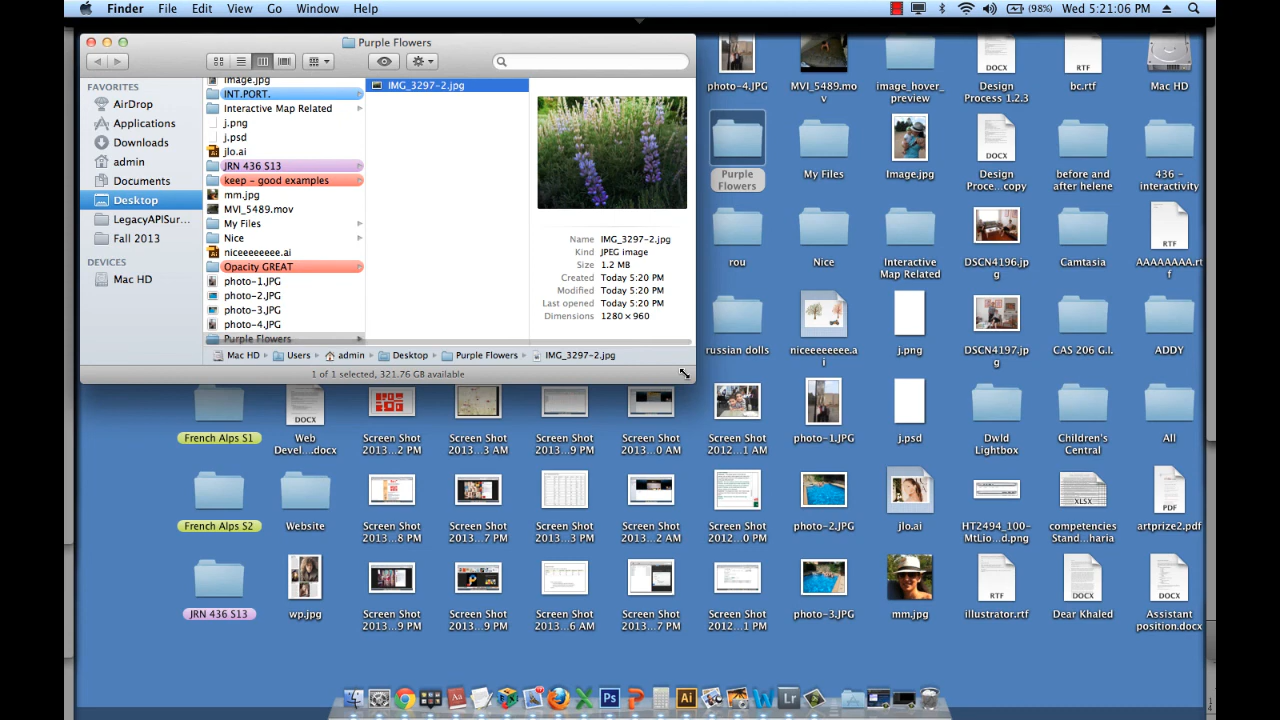 Finder File Edit View Go Window Help
(98%) Wed 5:21:06 PM
Purple Flowers
FAVORITES
AirDrop
Applications
Downloads
admin
Documents
Desktop
LegacyAPISur...
Fall 2013
DEVICES
Mac HD
image.jpg
INT.PORT.
Interactive Map Related
j.png
j.psd
jlo.ai
JRN 436 S13
keep - good examples
mm.jpg
MVI_5489.mov
My Files
Nice
niceeeeeeee.ai
Opacity GREAT
photo-1.JPG
photo-2.JPG
photo-3.JPG
photo-4.JPG
Purple Flowers
IMG_3297-2.jpg
Name IMG_3297-2.jpg
Kind JPEG image
Size 1.2 MB
Created Today 5:20 PM
Modified Today 5:20 PM
Last opened Today 5:20 PM
Dimensions 1280 × 960
Mac HD Users admin Desktop Purple Flowers IMG_3297-2.jpg
1 of 1 selected, 321.76 GB available
photo-4.JPG
MVI_5489.mo
v
image_hover_
preview
DOCX
Design
Process 1.2.3
RTF
bc.rtf
Mac HD
Purple
Flowers
My Files
Image.jpg
DOCX
Design
Proce...copy
before and
after helene
436 -
interactivity
rou
Nice
Interactive
Map Related
DSCN4196.jp
g
Camtasia
RTF
AAAAAAAA.rt
f
russian dolls
niceeeeeeee.a
i
j.png
DSCN4197.jp
g
CAS 206 G.I.
ADDY
French Alps S1
DOCX
Web
Devel....docx
Screen Shot
2013...2 PM
Screen Shot
2013...3 AM
Screen Shot
2013...9 PM
Screen Shot
2013...0 AM
Screen Shot
2012...1 AM
photo-1.JPG
j.psd
Dwld
Lightbox
Children's
Central
All
French Alps S2
Website
Screen Shot
2013...8 PM
Screen Shot
2013...7 PM
Screen Shot
2013...3 PM
Screen Shot
2013...2 AM
Screen Shot
2012...0 PM
photo-2.JPG
jlo.ai
HT2494_100-
MtLio...d.png
XLSX
competencies
Stand...haria
PDF
artprize2.pdf
JRN 436 S13
wp.jpg
Screen Shot
2013...9 PM
Screen Shot
2013...9 PM
Screen Shot
2013...6 AM
Screen Shot
2013...7 PM
Screen Shot
2012...1 PM
photo-3.JPG
mm.jpg
RTF
illustrator.rtf
DOCX
Dear Khaled
DOCX
Assistant
position.docx
Aa Ps Ai W Lr